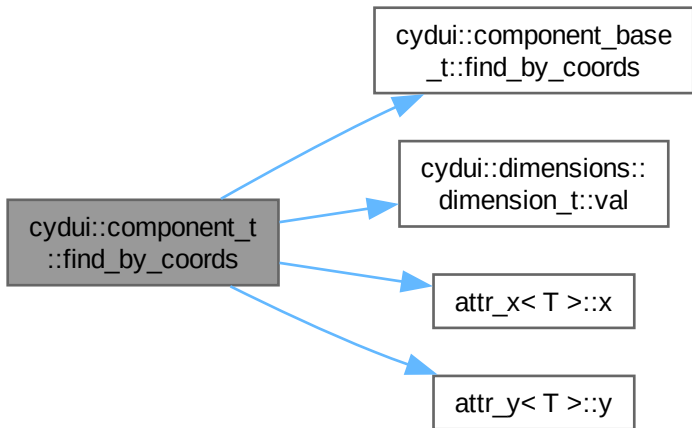 cydui::component_base
_t::find_by_coords
cydui::dimensions::
dimension_t::val
cydui::component_t
::find_by_coords
attr_x< T >::x
attr_y< T >::y